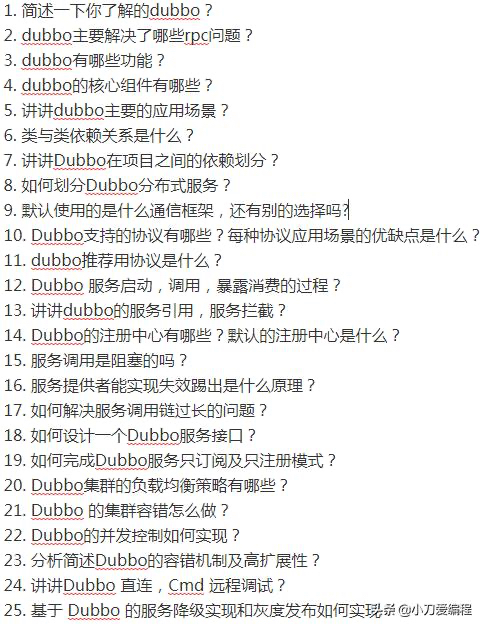 1. 简述一下你了解的dubbo？
2. dubbo主要解决了哪些rpc问题？
3. dubbo有哪些功能？
4. dubbo的核心组件有哪些？
5. 讲讲dubbo主要的应用场景？
6. 类与类依赖关系是什么？
7. 讲讲Dubbo在项目之间的依赖划分？
8. 如何划分Dubbo分布式服务？
9. 默认使用的是什么通信框架，还有别的选择吗?
10. Dubbo支持的协议有哪些？每种协议应用场景的优缺点是什么？
11. dubbo推荐用协议是什么？
12. Dubbo 服务启动，调用，暴露消费的过程？
13. 讲讲dubbo的服务引用，服务拦截？
14. Dubbo的注册中心有哪些？默认的注册中心是什么？
15. 服务调用是阻塞的吗？
16. 服务提供者能实现失效踢出是什么原理？
17. 如何解决服务调用链过长的问题？
18. 如何设计一个Dubbo服务接口？
19. 如何完成Dubbo服务只订阅及只注册模式？
20. Dubbo集群的负载均衡策略有哪些？
21. Dubbo 的集群容错怎么做？
22. Dubbo的并发控制如何实现？
23. 分析简述Dubbo的容错机制及高扩展性？
24. 讲讲Dubbo 直连，Cmd 远程调试？
25. 基于 Dubbo 的服务降级实现和灰度发布如何实现
头条 @小刀爱编程